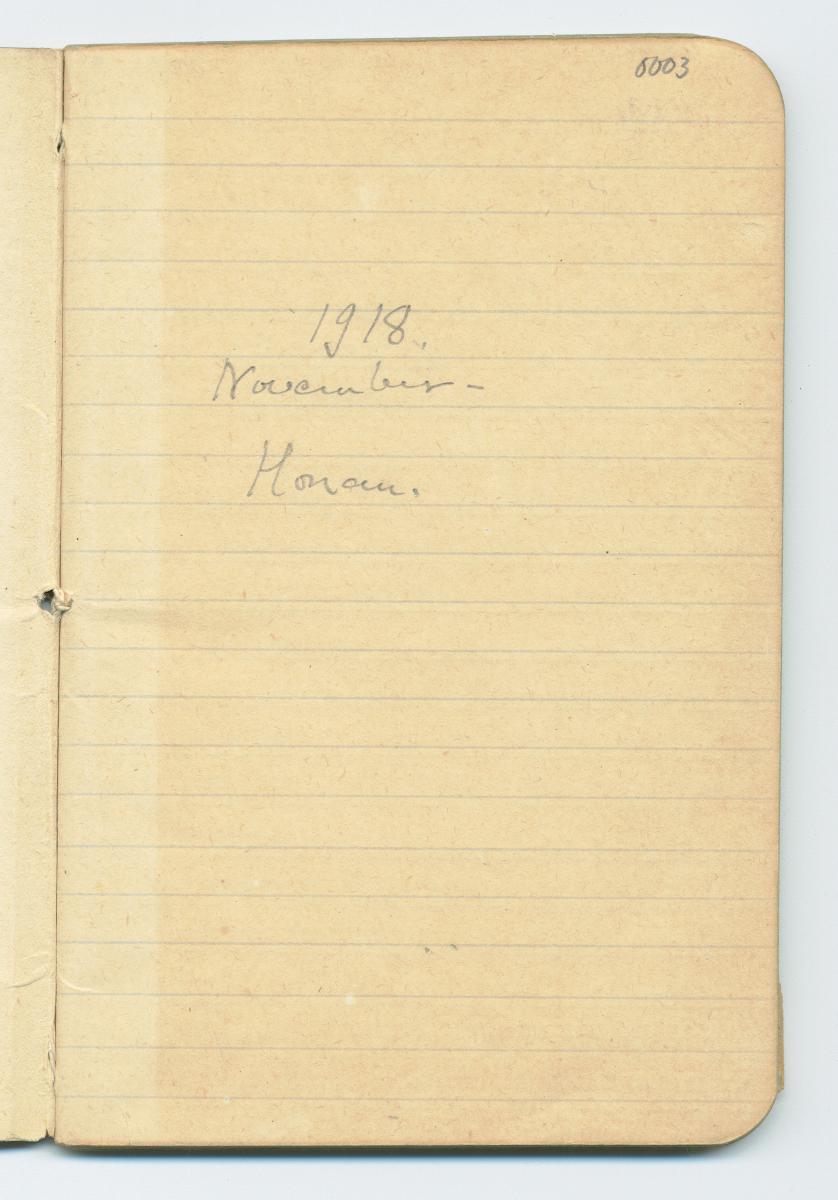 0003
1918.
November -
Honan.